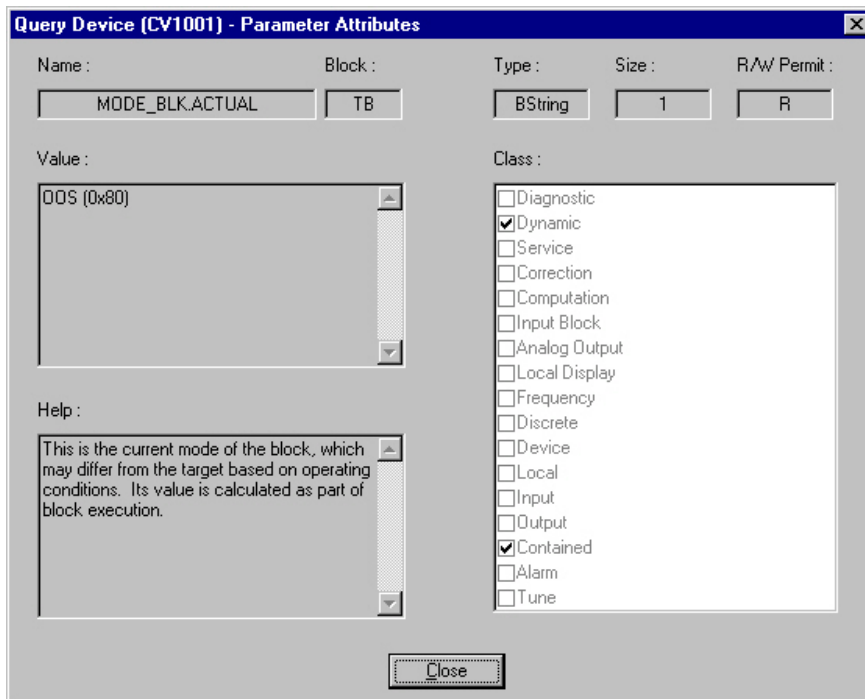 Query Device (CV1001) - Parameter Attributes
Name :
Block :
Type :
Size :
R/W Permit :
MODE_BLK.ACTUAL
TB
BString
1
R
Value :
OOS (0x80)
Help :
This is the current mode of the block, which
may differ from the target based on operating
conditions.  Its value is calculated as part of
block execution.
Class :
Diagnostic
Dynamic
Service
Correction
Computation
Input Block
Analog Output
Local Display
Frequency
Discrete
Device
Local
Input
Output
Contained
Alarm
Tune
Close